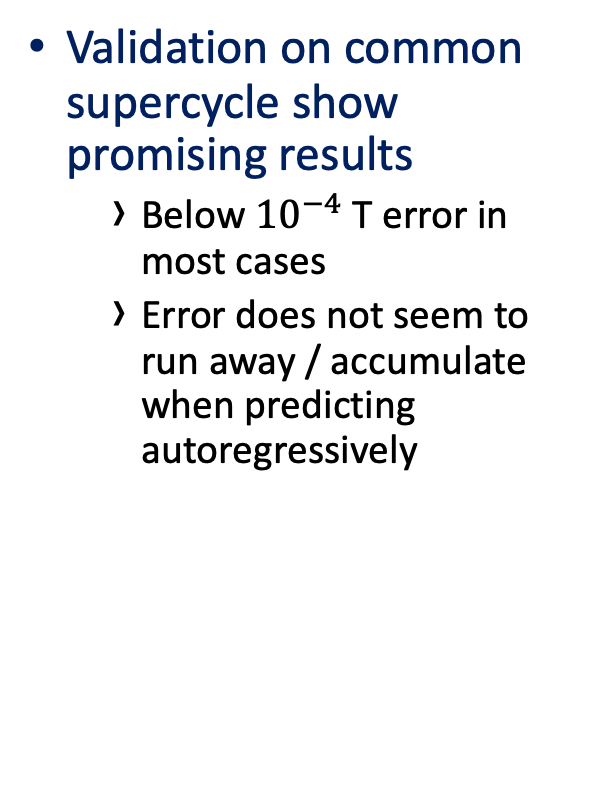 • Validation on common
supercycle show
promising results
› Below 10⁻⁴ T error in
most cases
› Error does not seem to
run away / accumulate
when predicting
autoregressively